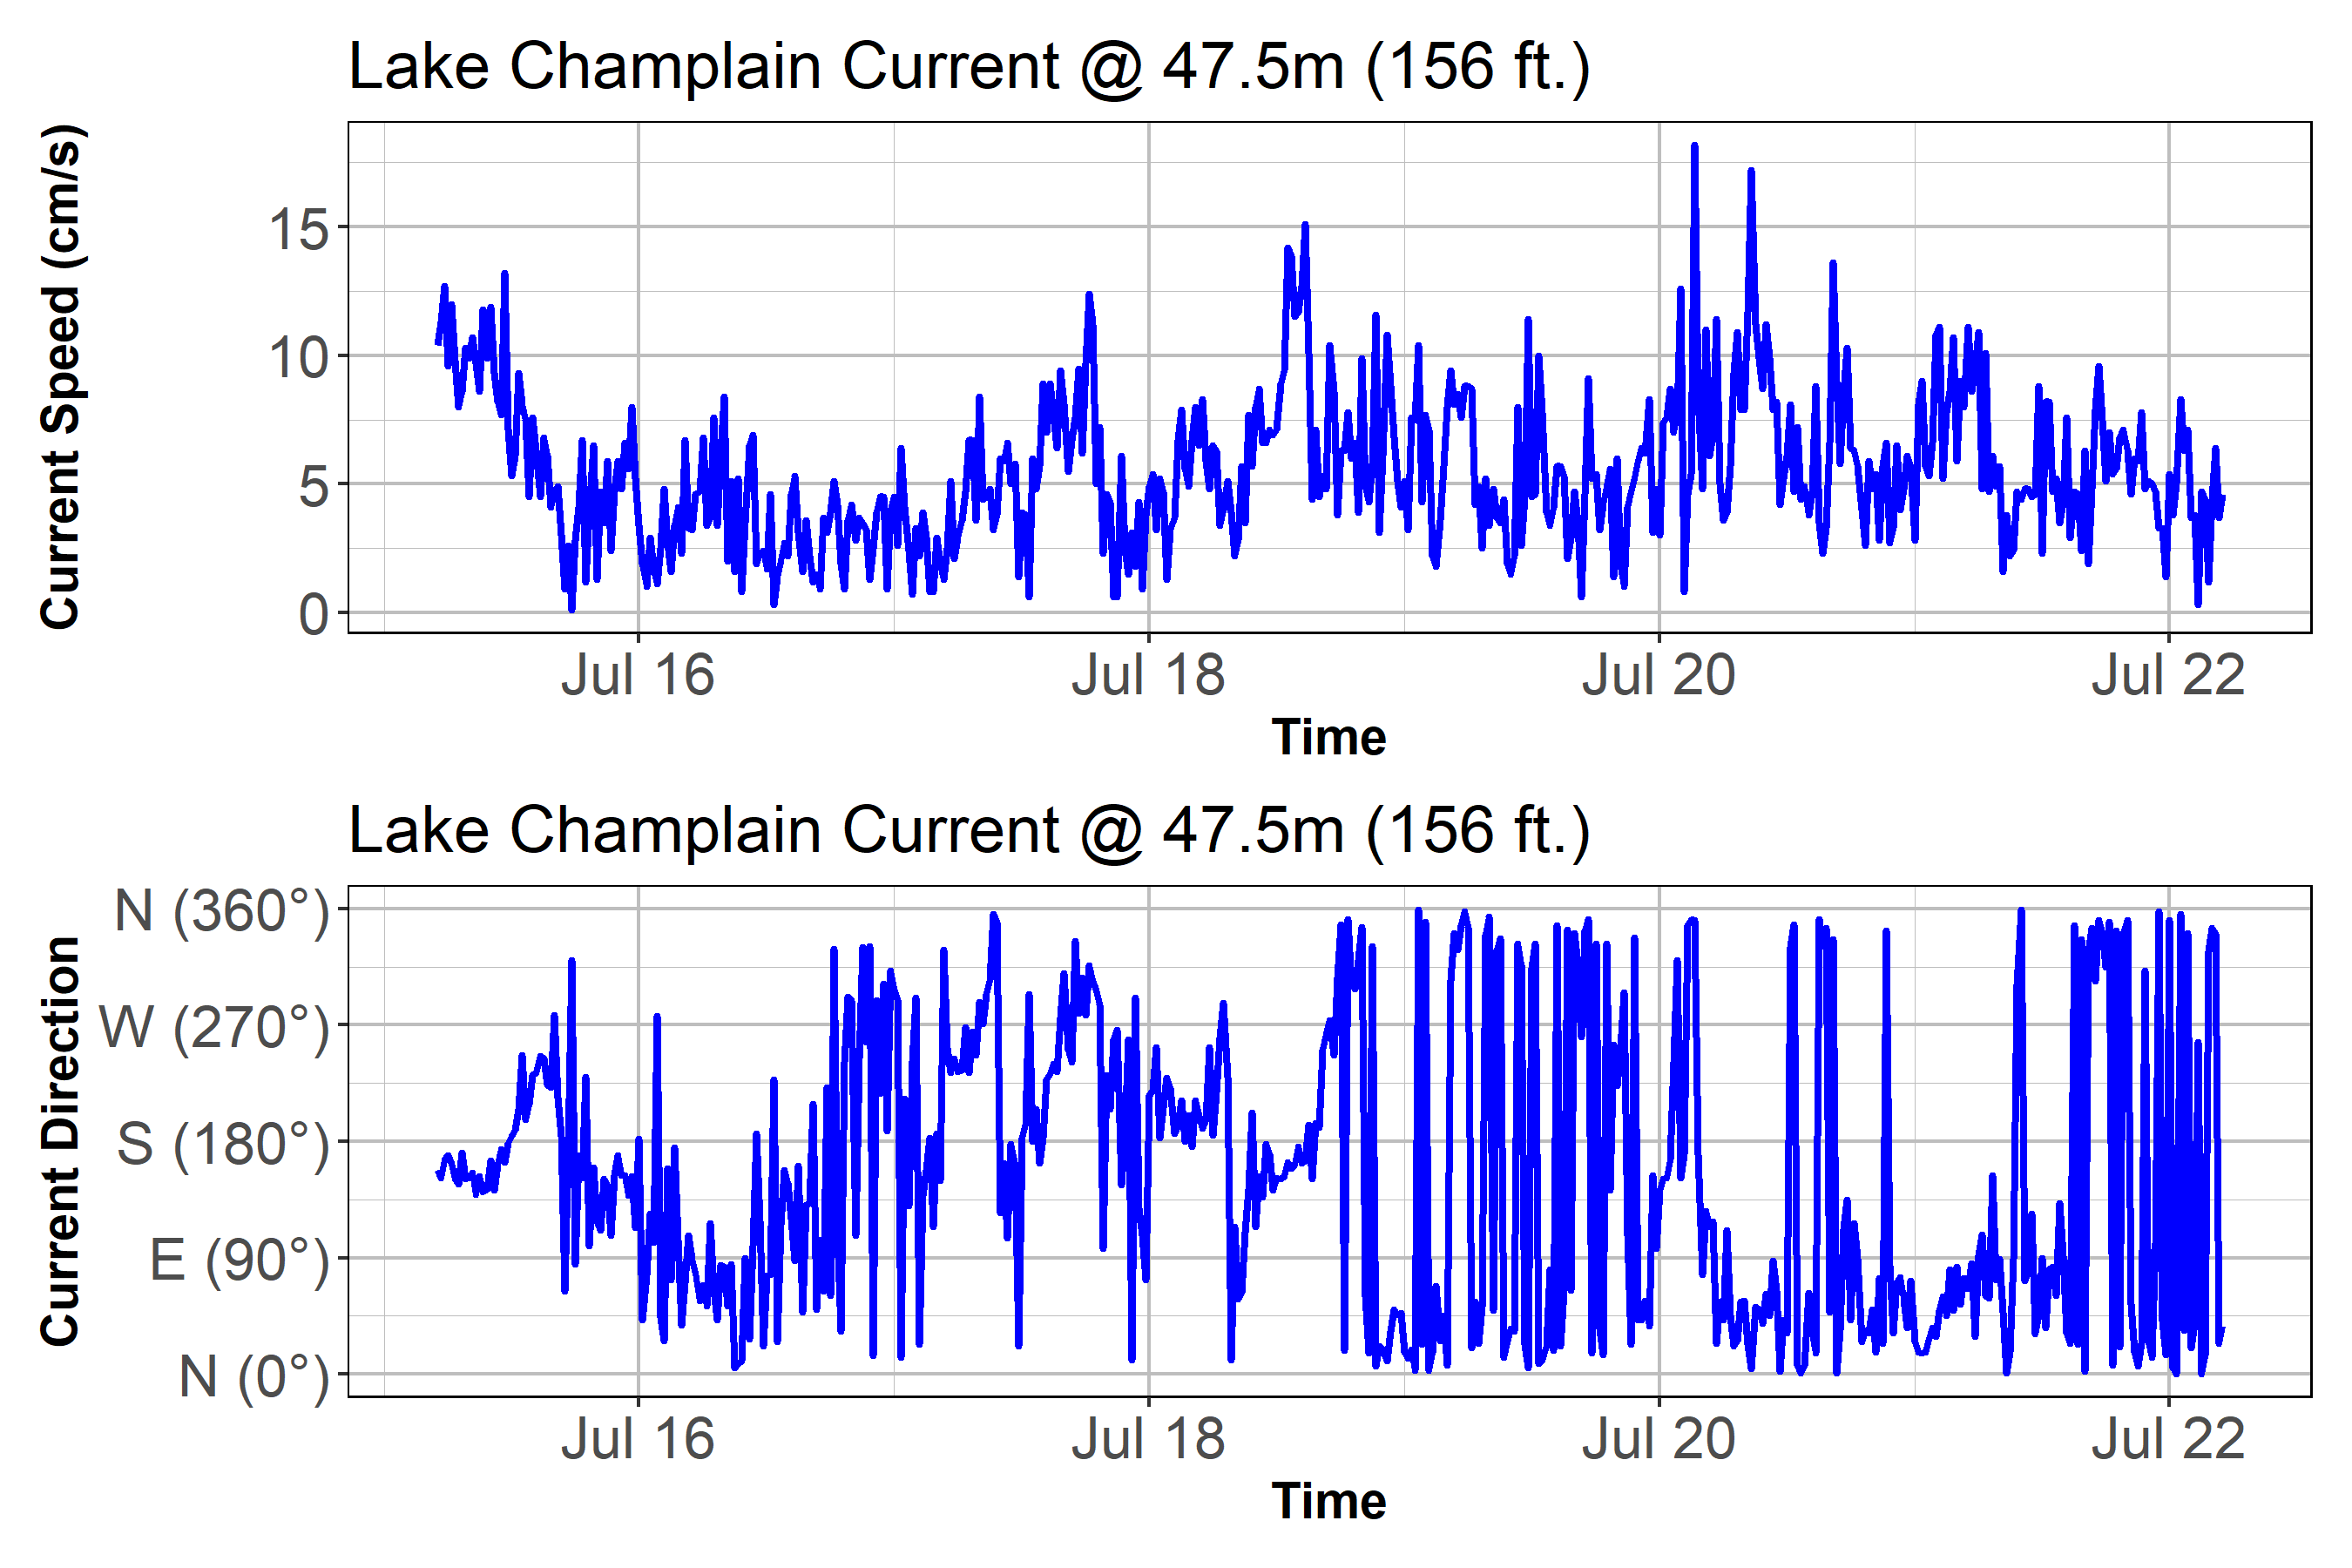 Lake Champlain Current @ 47.5m (156 ft.)
Current Speed (cm/s)
15
10
5
0
Jul 16
Jul 18
Jul 20
Jul 22
Time
Lake Champlain Current @ 47.5m (156 ft.)
Current Direction
N (360°)
W (270°)
S (180°)
E (90°)
N (0°)
Jul 16
Jul 18
Jul 20
Jul 22
Time